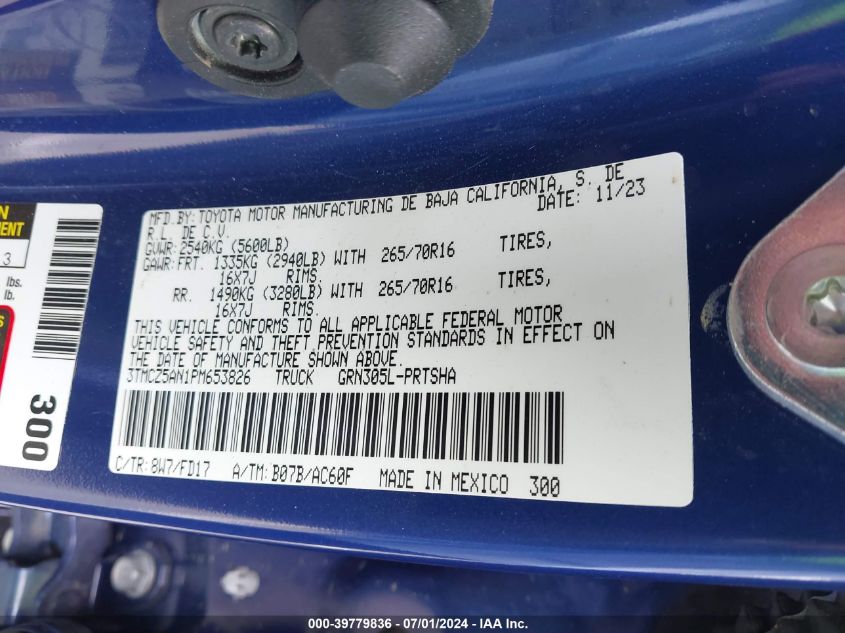 N
MENT
3
lbs.
lb.
S
300
MFD BY: TOYOTA MOTOR MANUFACTURING DE BAJA CALIFORNIA, S. DE
R.L. DE C.V. DATE: 11/23
GVWR: 2540KG (5600LB)
GAWR: FRT. 1335KG (2940LB) WITH 265/70R16 TIRES,
16X7J RIMS.
RR. 1490KG (3280LB) WITH 265/70R16 TIRES,
16X7J RIMS.
THIS VEHICLE CONFORMS TO ALL APPLICABLE FEDERAL MOTOR
VEHICLE SAFETY AND THEFT PREVENTION STANDARDS IN EFFECT ON
THE DATE OF MANUFACTURE SHOWN ABOVE.
3TMCZ5AN1PM653826 TRUCK GRN305L-PRTSHA
C/TR: 8W7/FD17 A/TM: B07B/AC60F MADE IN MEXICO 300
000-39779836 - 07/01/2024 - IAA Inc.